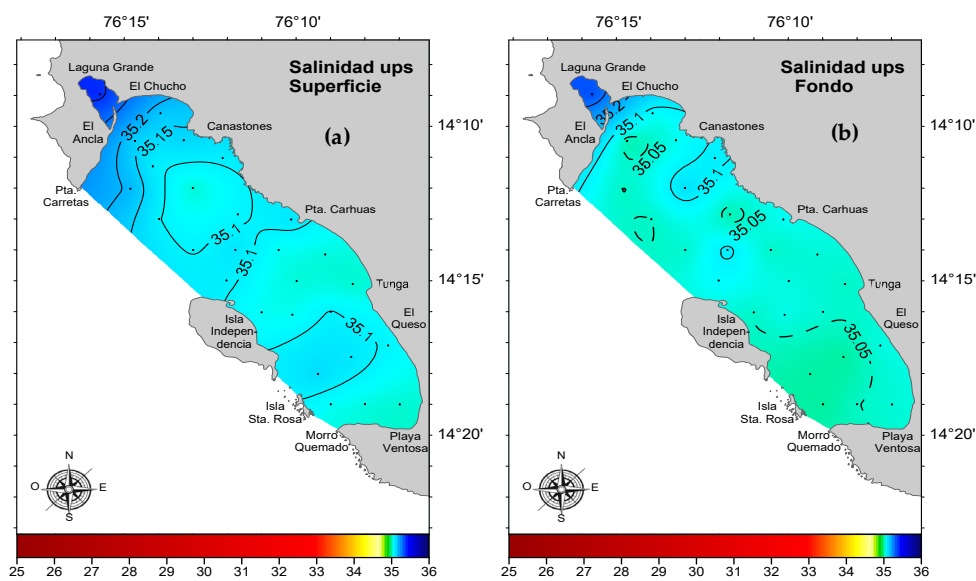 76°15' 76°10' 76°15' 76°10'
Laguna Grande
Salinidad ups
Superficie
El Chucho
(a)
El
Ancla
35.2
35.15
Canastones
Pta.
Carretas
Pta. Carhuas
35.1
35.1
Tunga
El
Queso
Isla
Indepen-
dencia
35.1
Isla
Sta. Rosa
Morro
Quemado
Playa
Ventosa
N
O E
S
25 26 27 28 29 30 31 32 33 34 35 36
14°10'
14°15'
14°20'
Laguna Grande
Salinidad ups
Fondo
El Chucho
(b)
El
Ancla
35.2
35.1
Canastones
35.05
35.1
Pta.
Carretas
Pta. Carhuas
35.05
Tunga
El
Queso
Isla
Indepen-
dencia
35.05
Isla
Sta. Rosa
Morro
Quemado
Playa
Ventosa
N
O E
S
25 26 27 28 29 30 31 32 33 34 35 36
14°10'
14°15'
14°20'